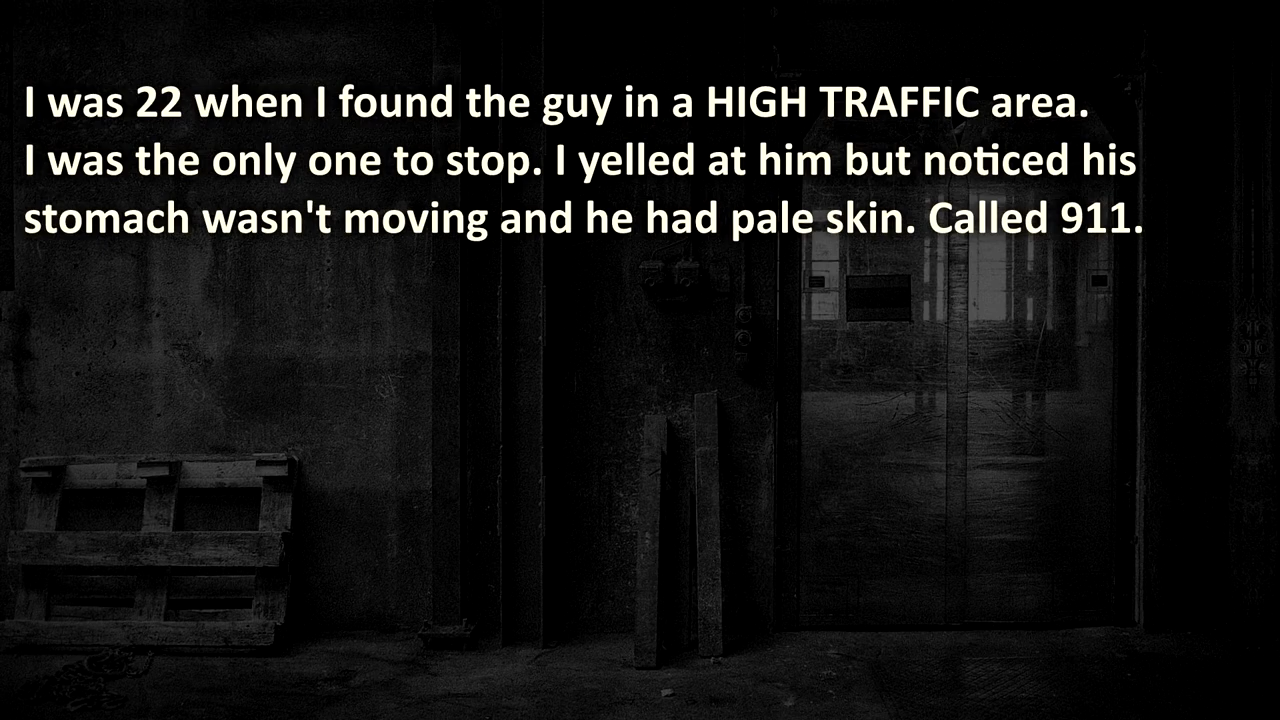 I was 22 when I found the guy in a HIGH TRAFFIC area.
I was the only one to stop. I yelled at him but noticed his
stomach wasn't moving and he had pale skin. Called 911.